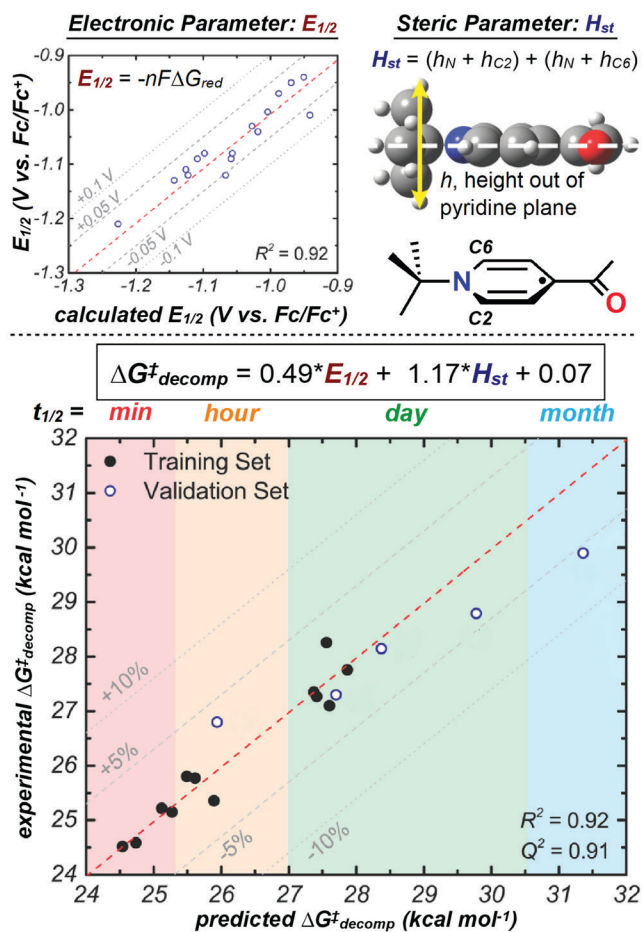 Electronic Parameter: E1/2
Steric Parameter: Hst
E1/2 = -nFΔGred
Hst = (hN + hC2) + (hN + hC6)
-0.9
-1.0
-1.1
-1.2
-1.3
E1/2 (V vs. Fc/Fc+)
+0.1 V
+0.05 V
-0.05 V
-0.1 V
R2 = 0.92
-1.3 -1.2 -1.1 -1.0 -0.9
calculated E1/2 (V vs. Fc/Fc+)
h, height out of
pyridine plane
C6
N
O
C2
ΔG‡decomp = 0.49*E1/2 + 1.17*Hst + 0.07
t1/2 = min hour day month
Training Set
Validation Set
32
31
30
29
28
27
26
25
24
experimental ΔG‡decomp (kcal mol-1)
+10%
+5%
-5%
-10%
R2 = 0.92
Q2 = 0.91
24 25 26 27 28 29 30 31 32
predicted ΔG‡decomp (kcal mol-1)